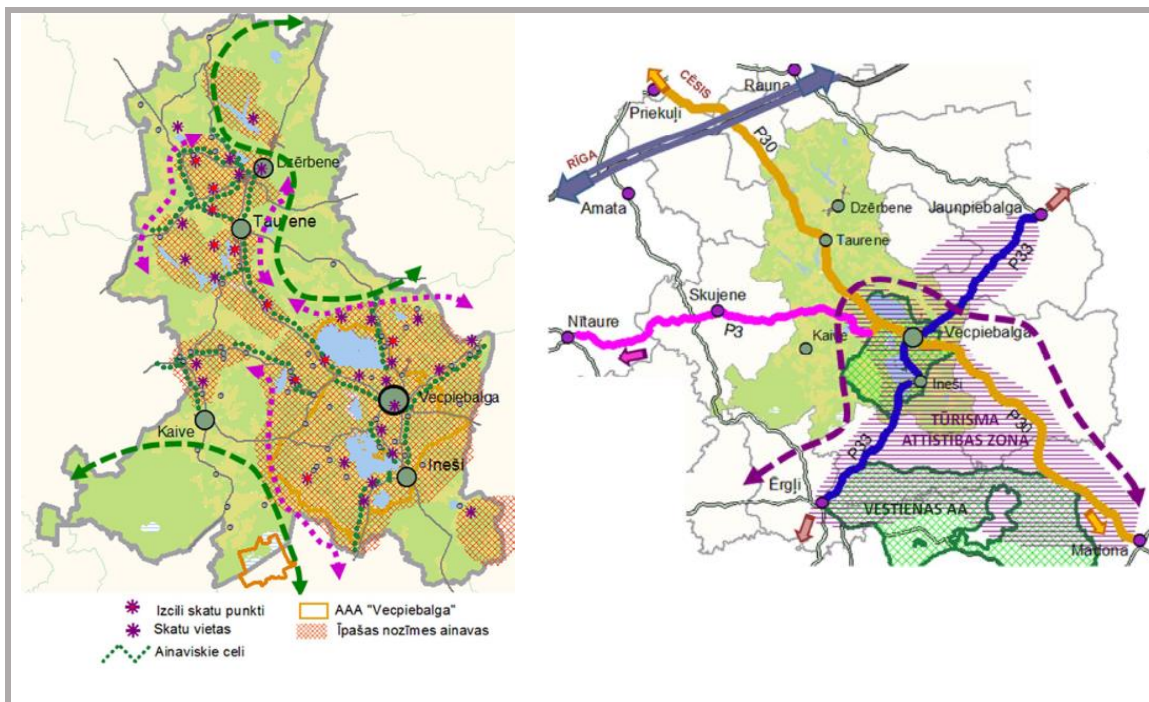 Dzērbene
Taurene
Vecpiebalga
Kaive
Ineši
Izcili skatu punkti
Skatu vietas
Ainaviskie celi
AAA "Vecpiebalga"
Īpašas nozīmes ainavas
CĒSIS
Rauna
Priekuļi
RĪGA
P30
Amata
Dzērbene
Jaunpiebalga
Taurene
P33
Skujene
Nītaure
P3
Vecpiebalga
Kaive
Ineši
TŪRISMA
ATTĪSTĪBAS ZONA
P30
P33
Ērgļi
VESTIENAS AA
Madona